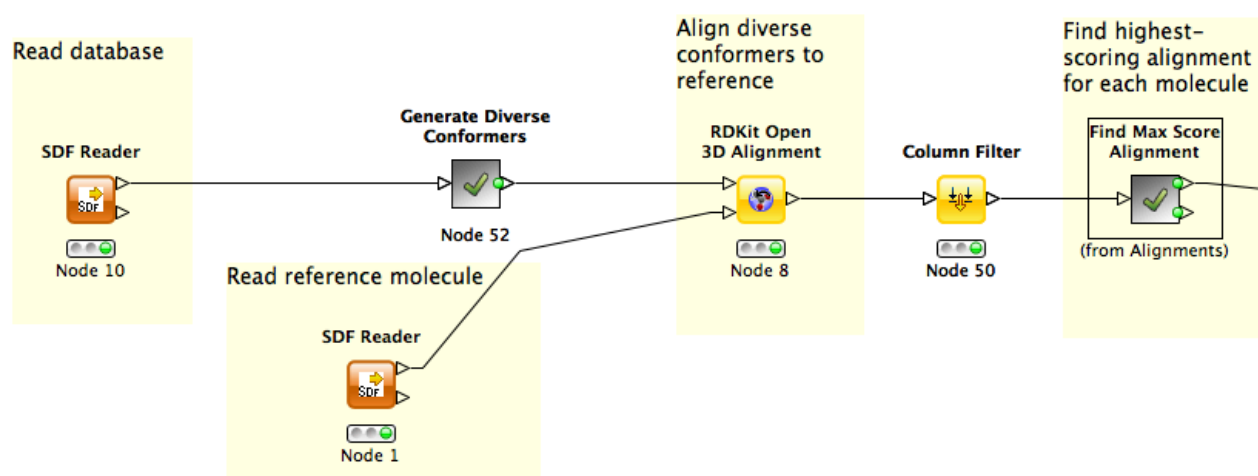 Read database
SDF Reader
SDF
Node 10
Generate Diverse
Conformers
Node 52
Read reference molecule
SDF Reader
SDF
Node 1
Align diverse
conformers to
reference
RDKit Open
3D Alignment
Node 8
Column Filter
Node 50
Find highest-
scoring alignment
for each molecule
Find Max Score
Alignment
(from Alignments)